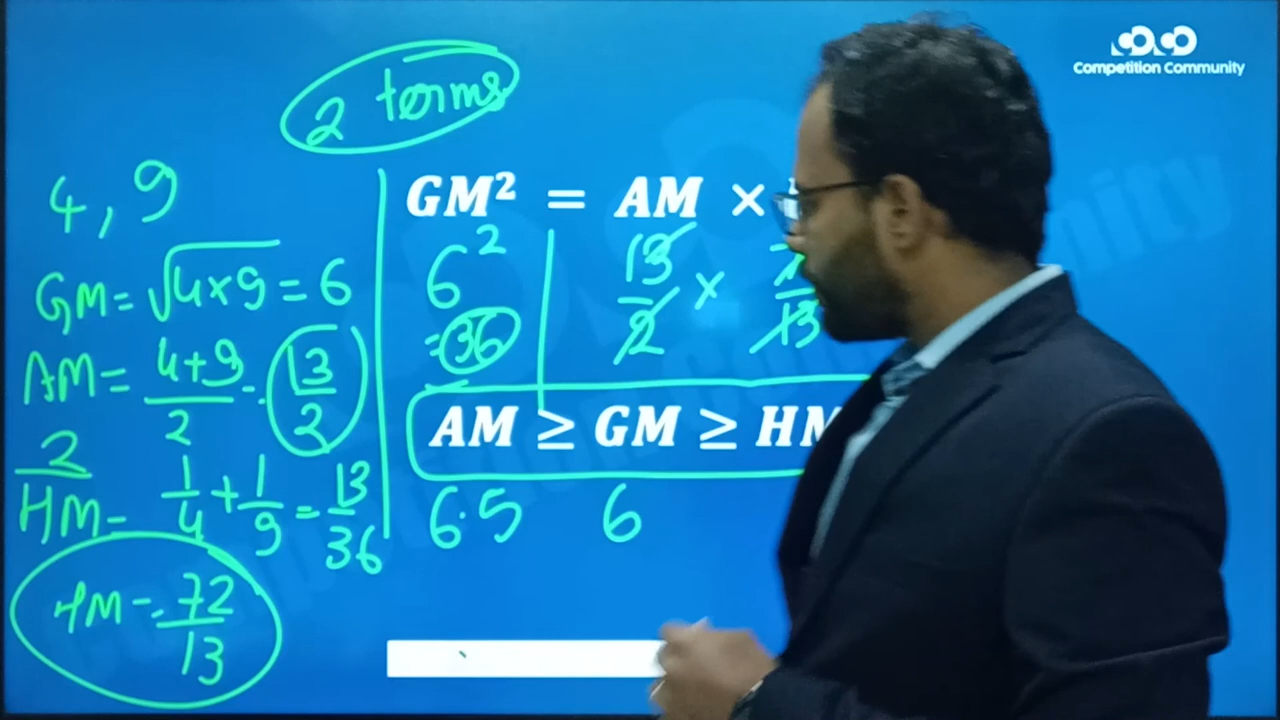 Competition Community
2 terms
4, 9
GM = √4×9 = 6
AM = 4+9/2 = 13/2
2/HM = 1/4 + 1/9 = 13/36
HM = 72/13
GM² = AM ×
6²
= 36
13/2 ×
13
AM ≥ GM ≥ HM
6.5 6